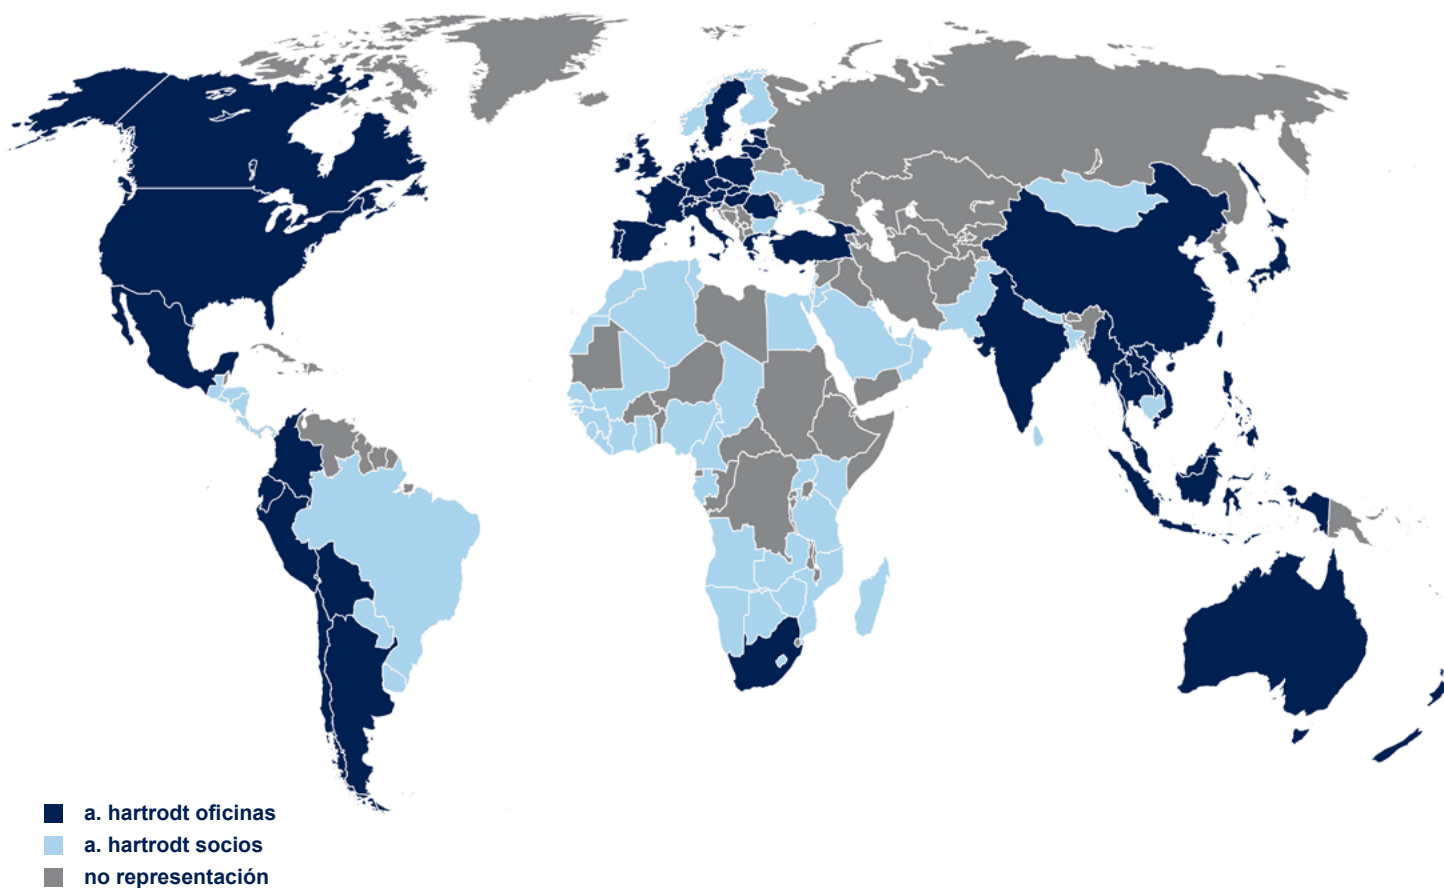 a. hartrodt oficinas
a. hartrodt socios
no representación